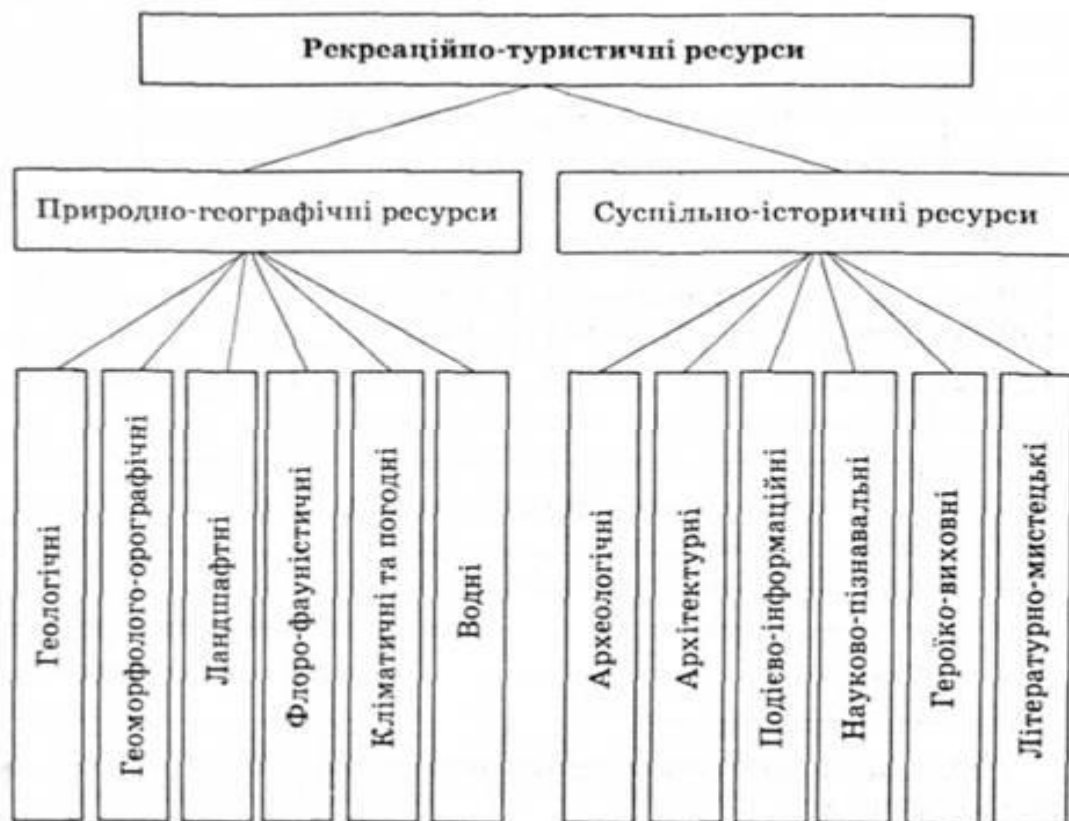 Рекреаційно-туристичні ресурси
Природно-географічні ресурси
Суспільно-історичні ресурси
Геологічні
Геоморфолого-орографічні
Ландшафтні
Флоро-фауністичні
Кліматичні та погодні
Водні
Археологічні
Архітектурні
Подієво-інформаційні
Науково-пізнавальні
Героїко-виховні
Літературно-мистецькі